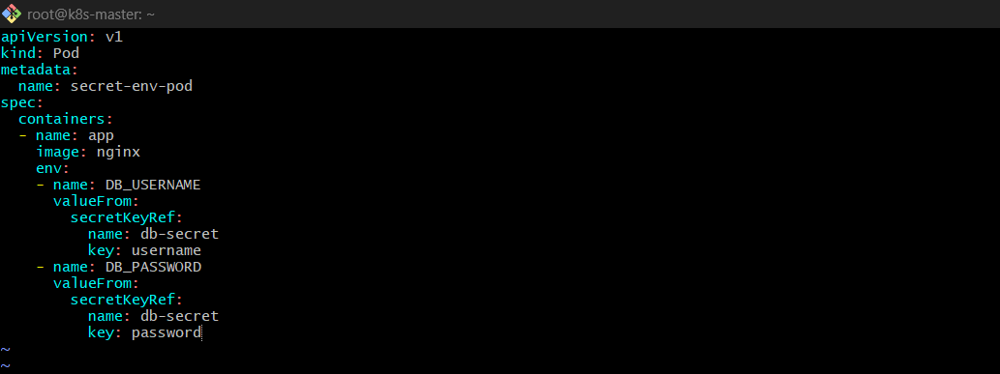 root@k8s-master: ~
apiVersion: v1
kind: Pod
metadata:
  name: secret-env-pod
spec:
  containers:
  - name: app
    image: nginx
    env:
    - name: DB_USERNAME
      valueFrom:
        secretKeyRef:
          name: db-secret
          key: username
    - name: DB_PASSWORD
      valueFrom:
        secretKeyRef:
          name: db-secret
          key: password
~
~